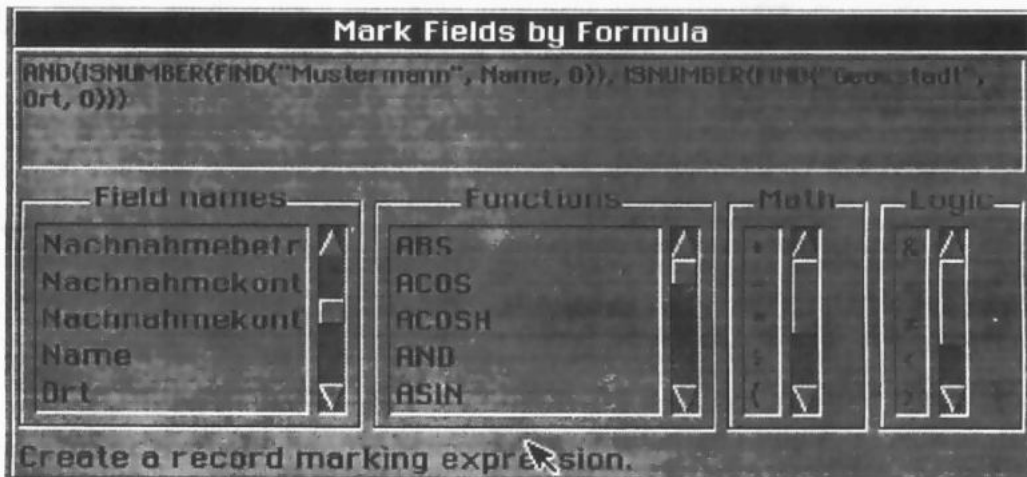 Mark Fields by Formula
AND(ISNUMBER(FIND("Mustermann", Name, 0)), ISNUMBER(FIND("Geosstadt",
Ort, 0)))
Field names
Nachnahmebetr
Nachnahmekont
Nachnahmekont
Name
Ort
Functions
ABS
ACOS
ACOSH
AND
ASIN
Math
Logic
&
<
>
Create a record marking expression.